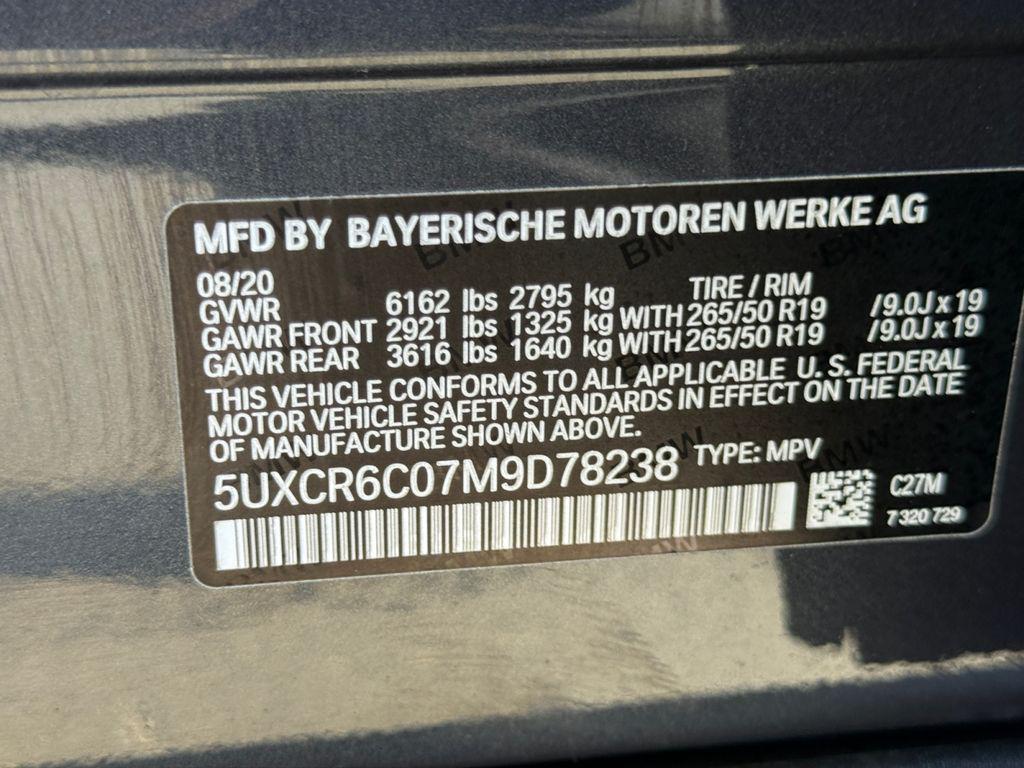 MFD BY BAYERISCHE MOTOREN WERKE AG
08/20 TIRE / RIM
GVWR 6162 lbs 2795 kg
GAWR FRONT 2921 lbs 1325 kg WITH 265/50 R19 /9.0J x 19
GAWR REAR 3616 lbs 1640 kg WITH 265/50 R19 /9.0J x 19
THIS VEHICLE CONFORMS TO ALL APPLICABLE U. S. FEDERAL
MOTOR VEHICLE SAFETY STANDARDS IN EFFECT ON THE DATE
OF MANUFACTURE SHOWN ABOVE.
5UXCR6C07M9D78238 TYPE: MPV
C27M
7 320 729